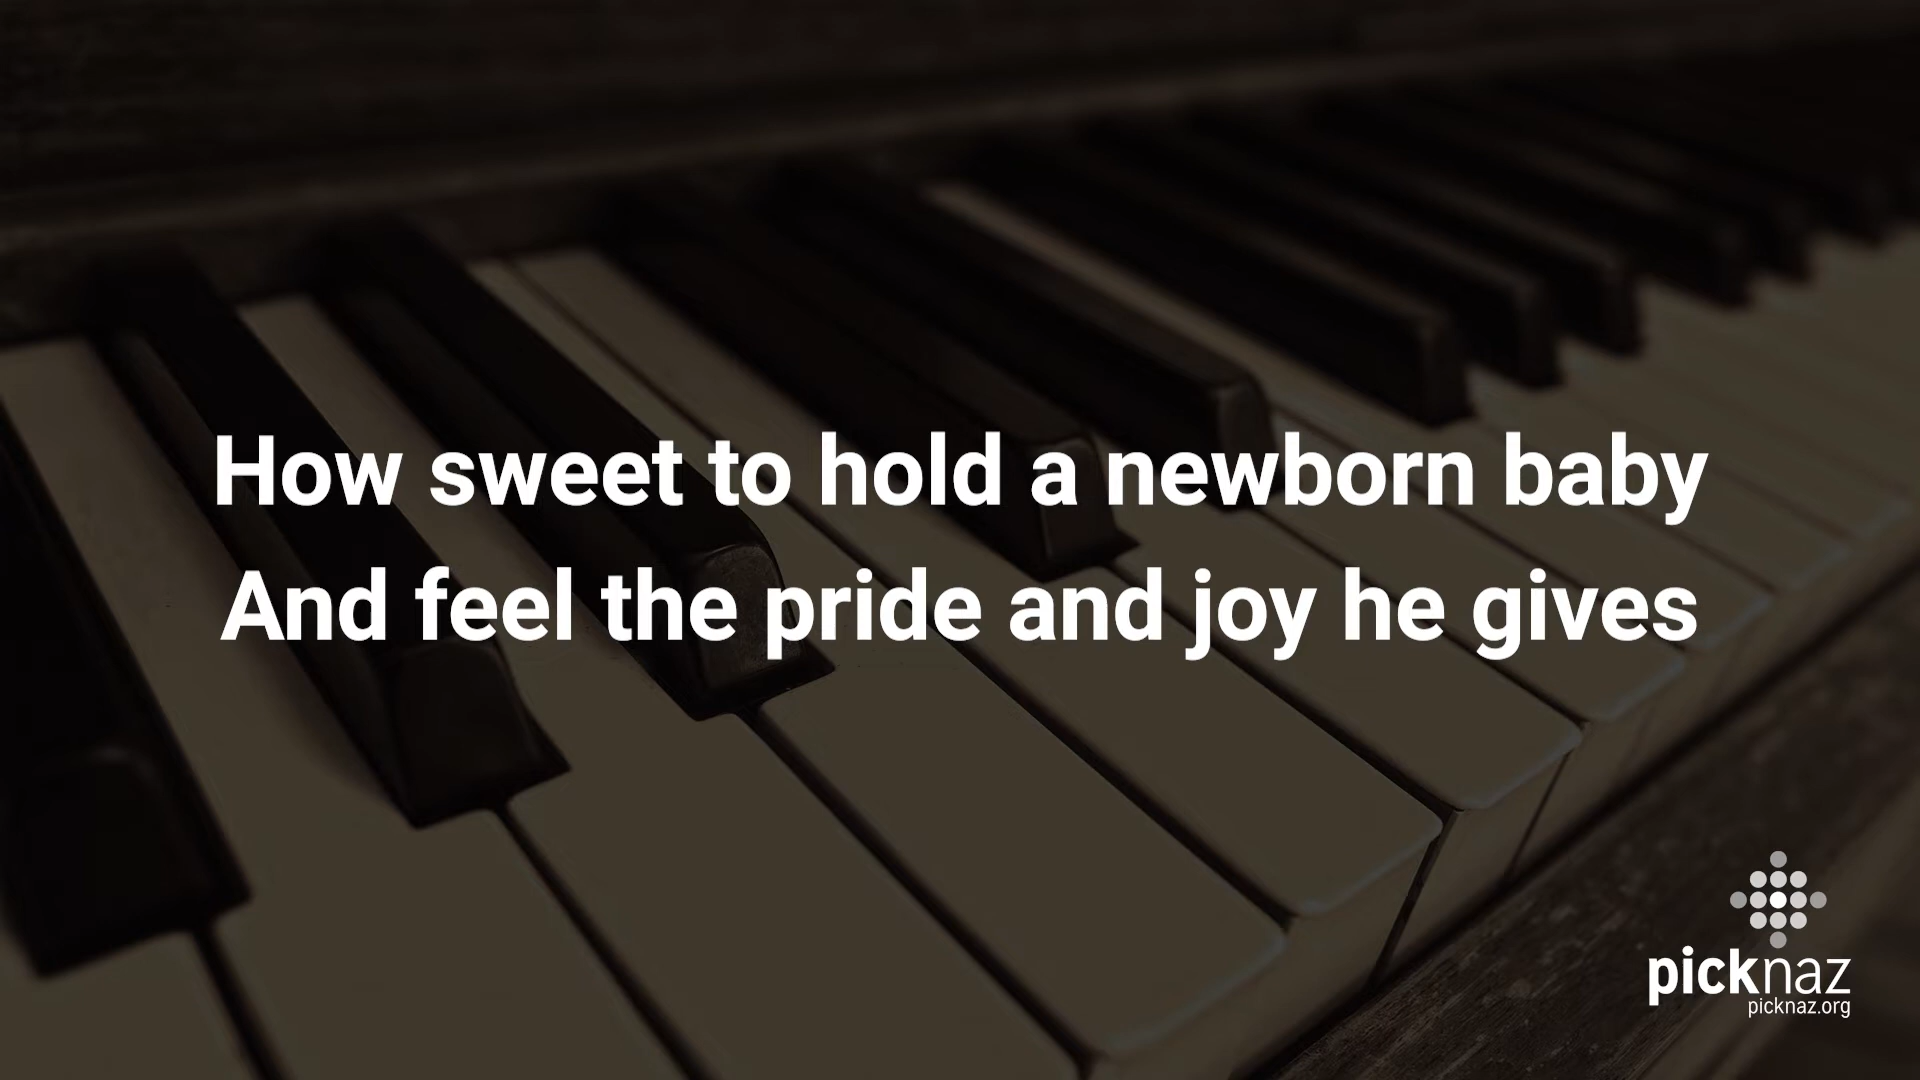 How sweet to hold a newborn baby
And feel the pride and joy he gives
picknaz
picknaz.org